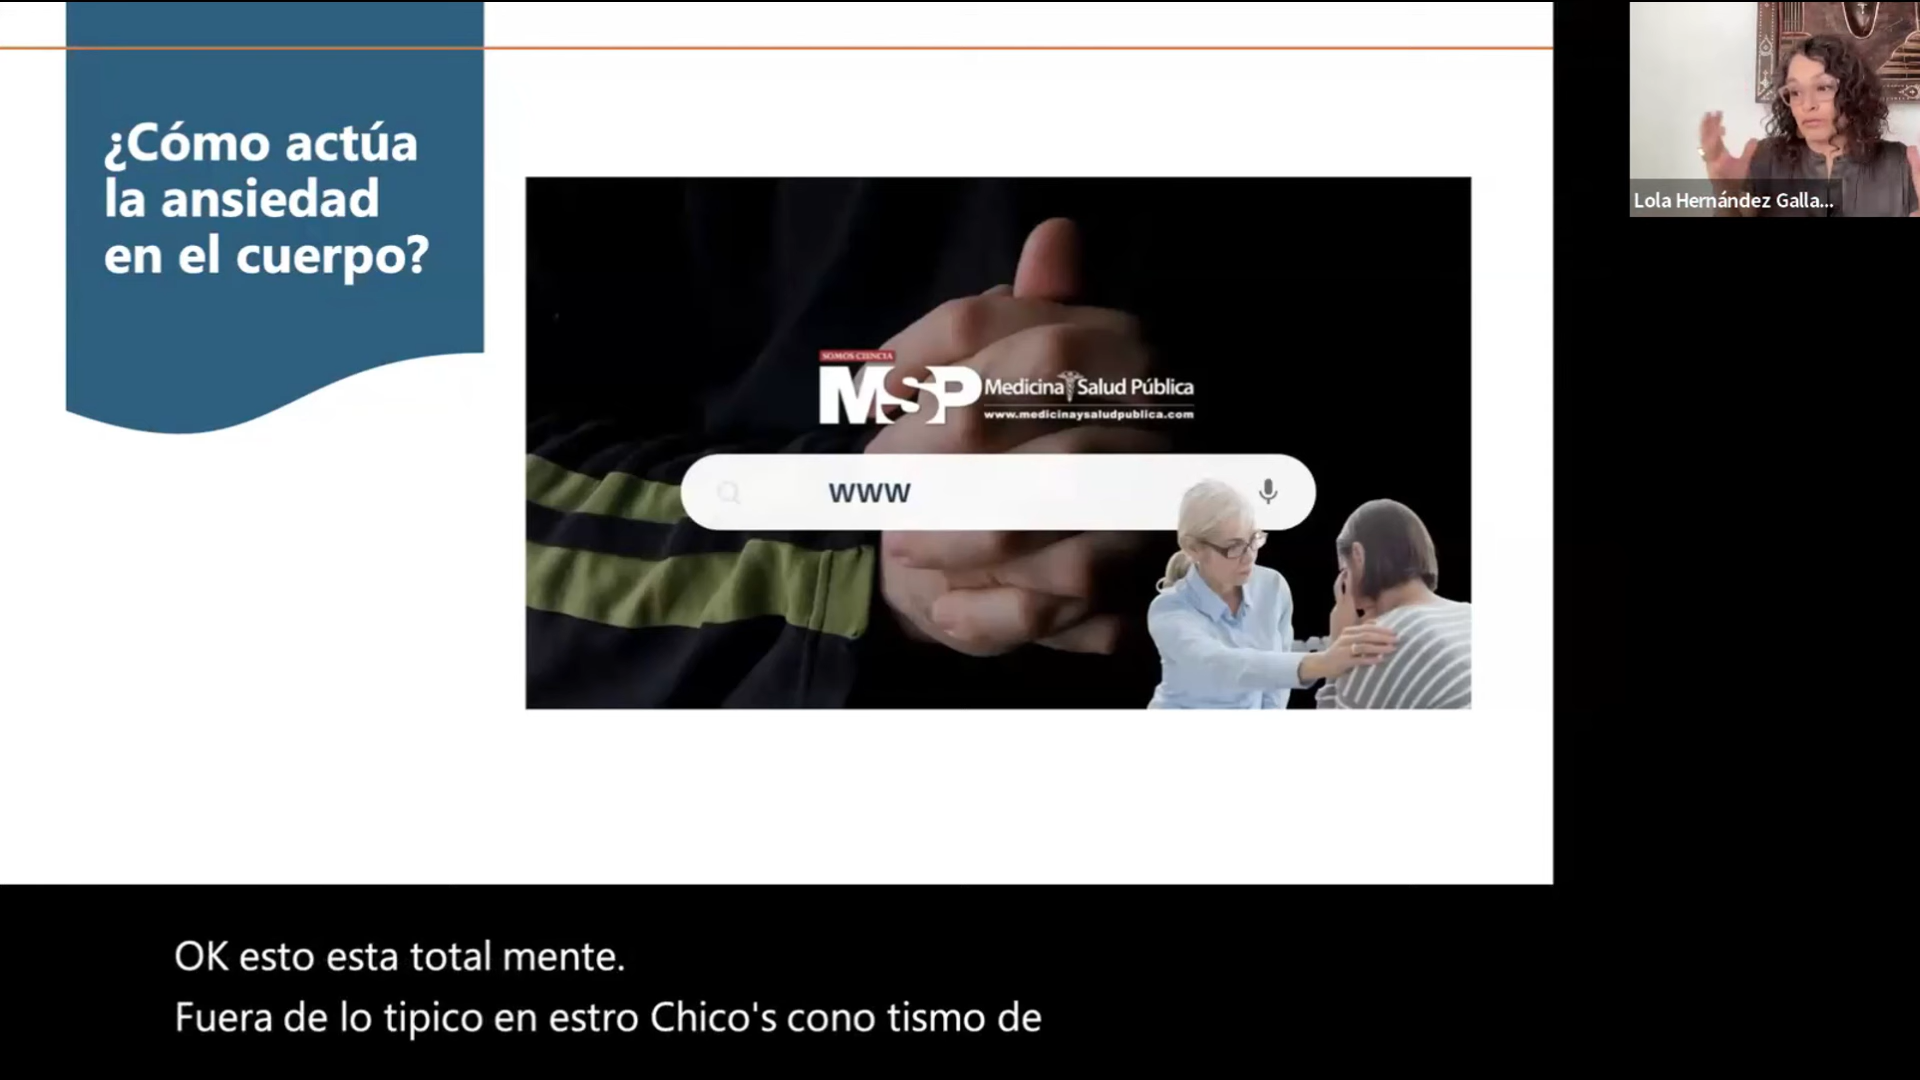 ¿Cómo actúa
la ansiedad
en el cuerpo?
SOMOS CIENCIA
MSP Medicina Salud Pública
www.medicinaysaludpublica.com
www
Lola Hernández Galla...
OK esto esta total mente.
Fuera de lo tipico en estro Chico's cono tismo de